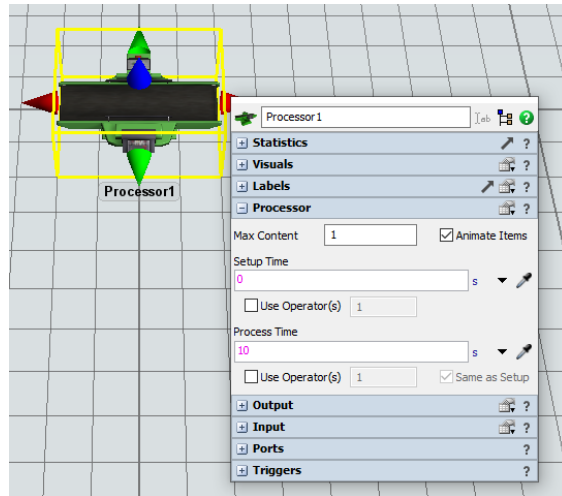 Processor1
Processor1
Statistics
?
Visuals
?
Labels
?
Processor
?
Max Content 1 Animate Items
Setup Time
0 s
Use Operator(s) 1
Process Time
10 s
Use Operator(s) 1 Same as Setup
Output ?
Input ?
Ports ?
Triggers ?